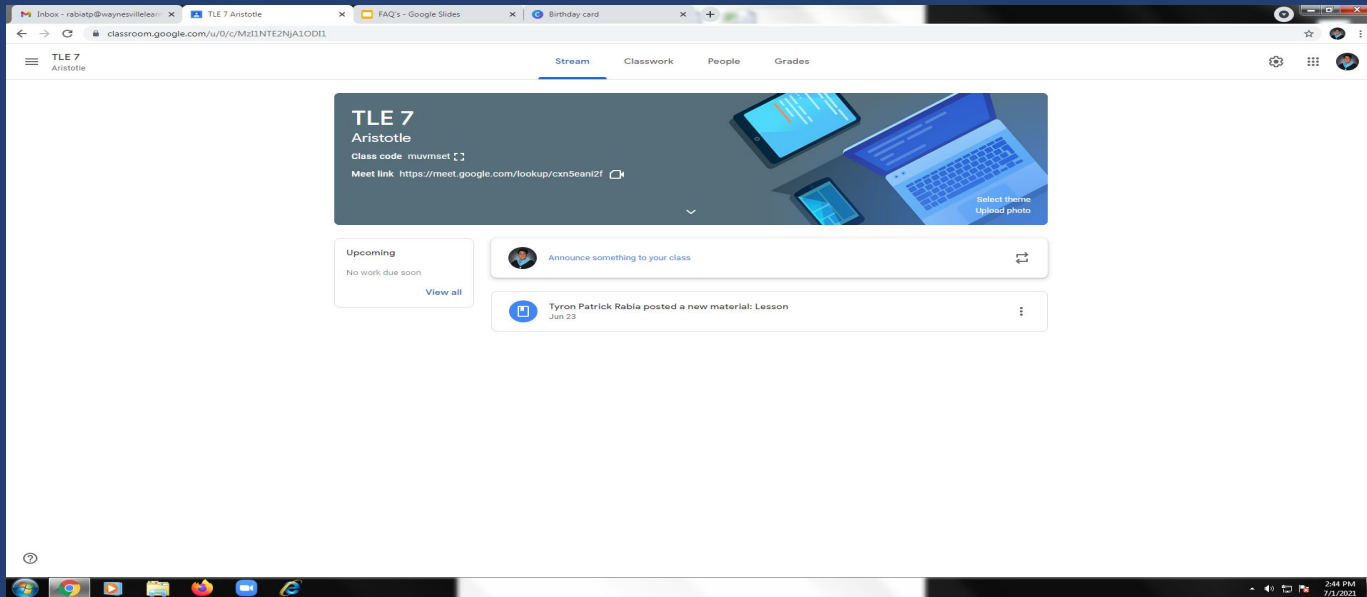 Inbox - rabiatp@waynesvillelearn
TLE 7 Aristotle
FAQ's - Google Slides
Birthday card
classroom.google.com/u/0/c/MzI1NTE2NjA1ODI1
TLE 7
Aristotle
Stream
Classwork
People
Grades
TLE 7
Aristotle
Class code muvmset
Meet link https://meet.google.com/lookup/cxn5eani2f
Select theme
Upload photo
Upcoming
No work due soon
View all
Announce something to your class
Tyron Patrick Rabia posted a new material: Lesson
Jun 23
2:44 PM
7/1/2021